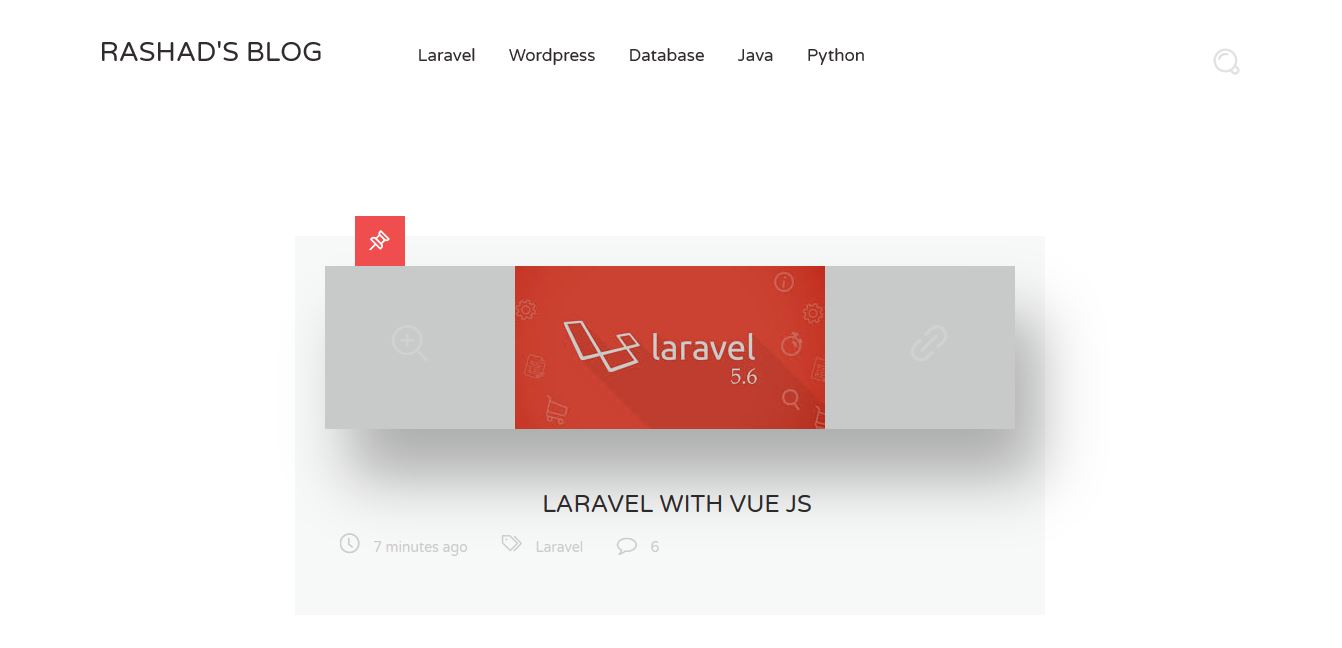 RASHAD'S BLOG
Laravel Wordpress Database Java Python
laravel
5.6
LARAVEL WITH VUE JS
7 minutes ago Laravel 6